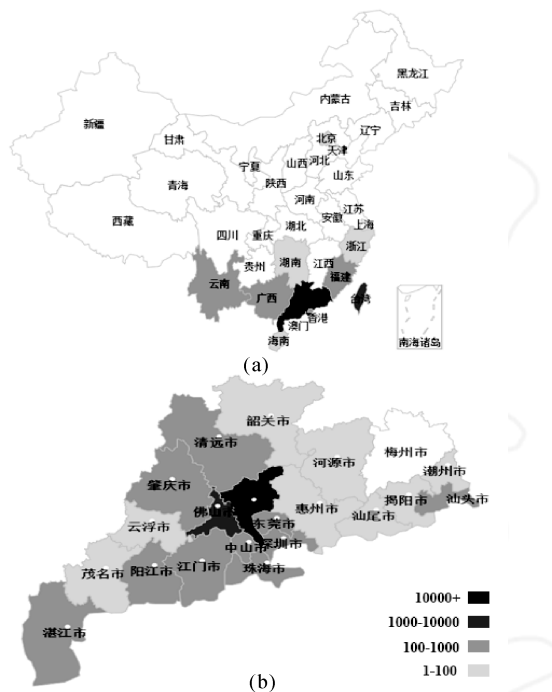 黑龙江
内蒙古
吉林
新疆
辽宁
北京
甘肃
天津
河北
山西
宁夏
山东
陕西
青海
河南
江苏
西藏
安徽
上海
湖北
四川
重庆
浙江
湖南
江西
贵州
福建
云南
广西
台湾
香港
澳门
海南
南海诸岛
(a)
韶关市
清远市
梅州市
河源市
潮州市
肇庆市
揭阳市
汕头市
佛山市
惠州市
汕尾市
东莞市
云浮市
深圳市
中山市
江门市
珠海市
阳江市
茂名市
湛江市
10000+
1000-10000
100-1000
1-100
(b)